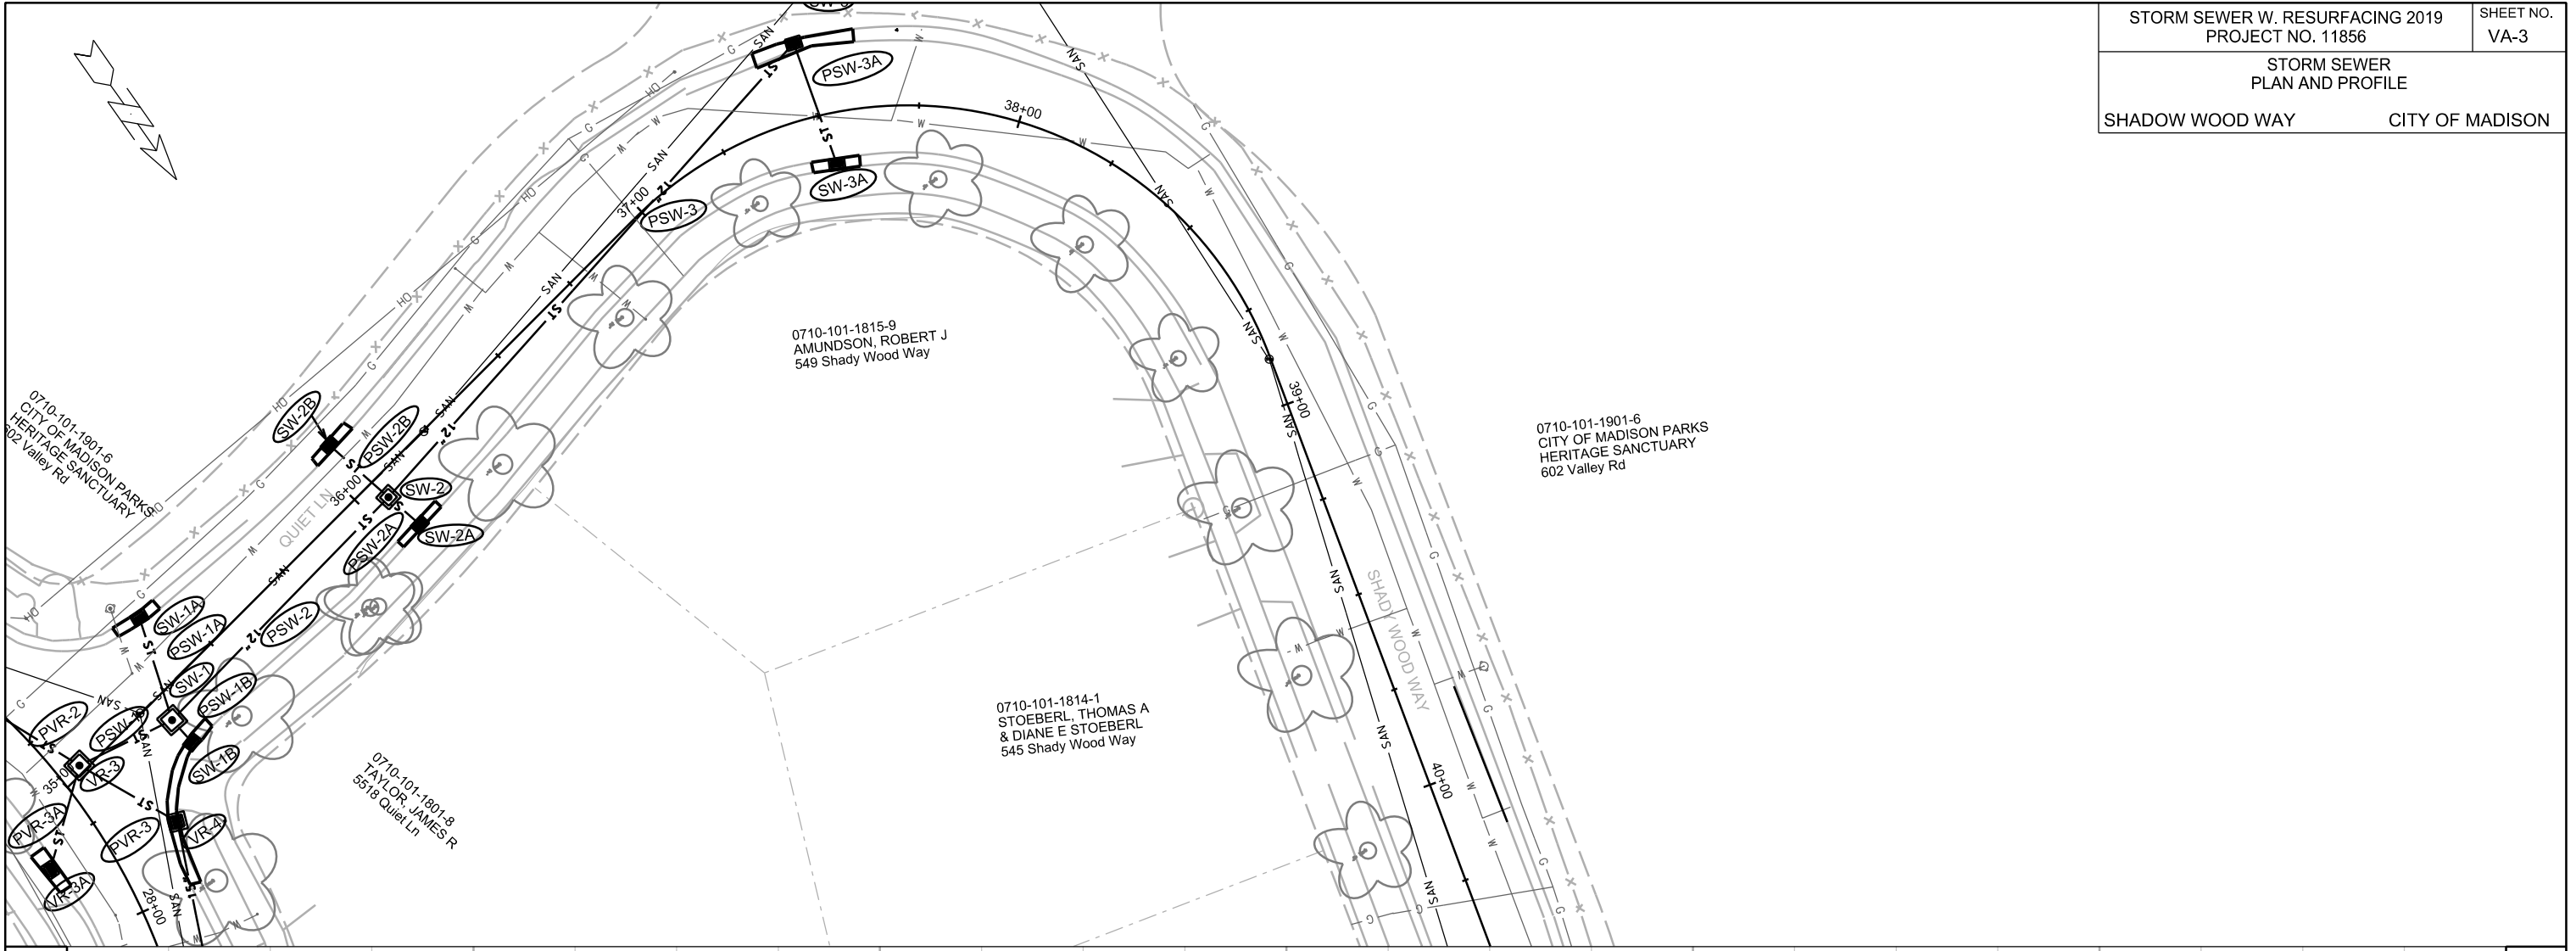 STORM SEWER W. RESURFACING 2019
PROJECT NO. 11856
SHEET NO.
VA-3
STORM SEWER
PLAN AND PROFILE
SHADOW WOOD WAY
CITY OF MADISON
PSW-3A
SW-3A
PSW-3
37+00
38+00
39+00
40+00
12"
ST
SAN
0710-101-1815-9
AMUNDSON, ROBERT J
549 Shady Wood Way
0710-101-1901-6
CITY OF MADISON PARKS
HERITAGE SANCTUARY
602 Valley Rd
0710-101-1901-6
CITY OF MADISON PARKS
HERITAGE SANCTUARY
602 Valley Rd
SW-2B
PSW-2B
12"
36+00
SW-2
PSW-2A
SW-2A
QUIET LN
SW-1A
PSW-1A
PSW-2
12"
SW-1
PSW-1B
PSW-1
PVR-2
SW-1B
VR-3
PVR-3A
PVR-3
VR-4
VR-3A
28+00
0710-101-1801-8
TAYLOR, JAMES R
5518 Quiet Ln
0710-101-1814-1
STOEBERL, THOMAS A
& DIANE E STOEBERL
545 Shady Wood Way
SHADY WOOD WAY